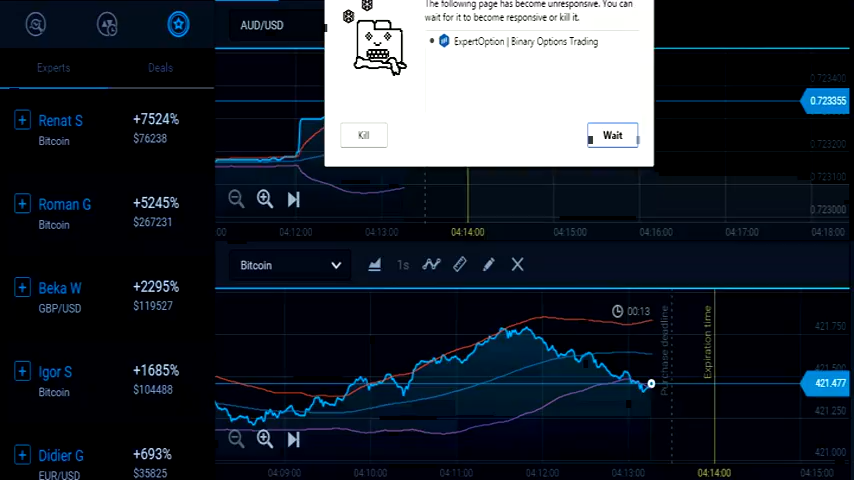 The following page has become unresponsive. You can
wait for it to become responsive or kill it.
ExpertOption | Binary Options Trading
Kill
Wait
Experts
Deals
Renat S
+7524%
Bitcoin
$76238
Roman G
+5245%
Bitcoin
$267231
Beka W
+2295%
GBP/USD
$119527
Igor S
+1685%
Bitcoin
$104488
Didier G
+693%
EUR/USD
$35825
AUD/USD
0.723400
0.723355
0.723200
0.723100
0.723000
:00
04:12:00
04:13:00
04:14:00
04:15:00
04:16:00
04:17:00
04:18:00
Bitcoin
1s
00:13
Purchase deadline
Expiration time
421.750
421.500
421.477
421.250
421.000
04:09:00
04:10:00
04:11:00
04:12:00
04:13:00
04:14:00
04:15:00